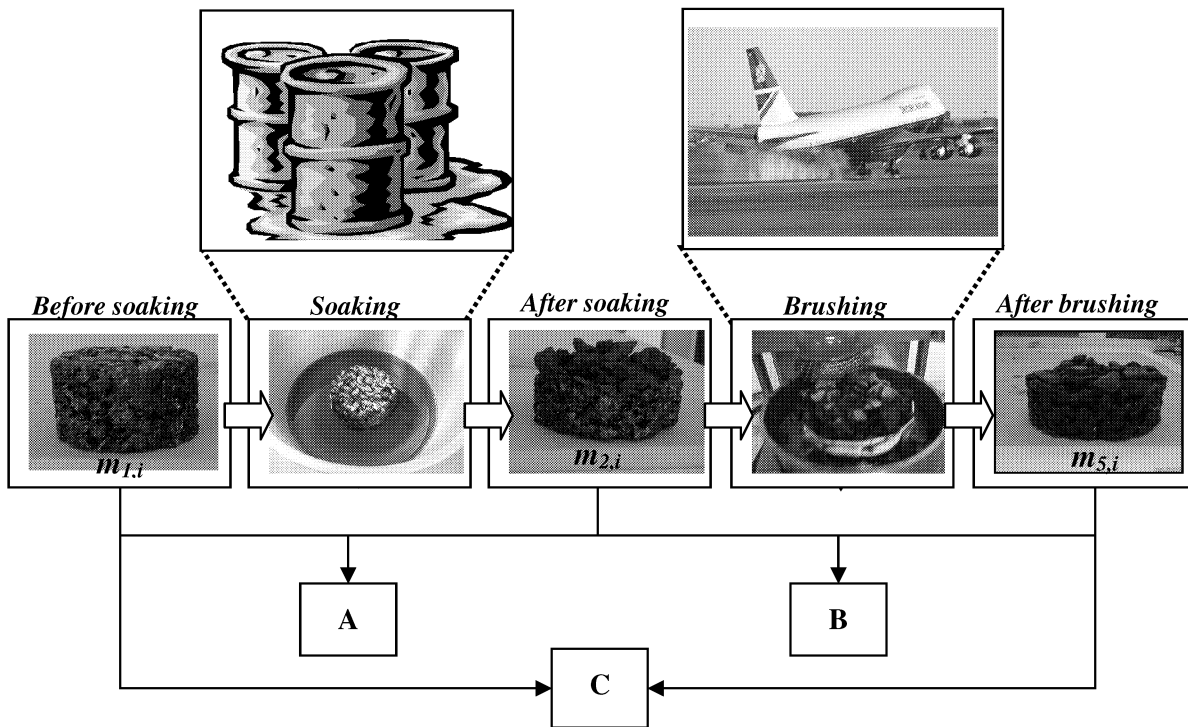 Before soaking
Soaking
After soaking
Brushing
After brushing
m1,i
m2,i
m5,i
A
B
C